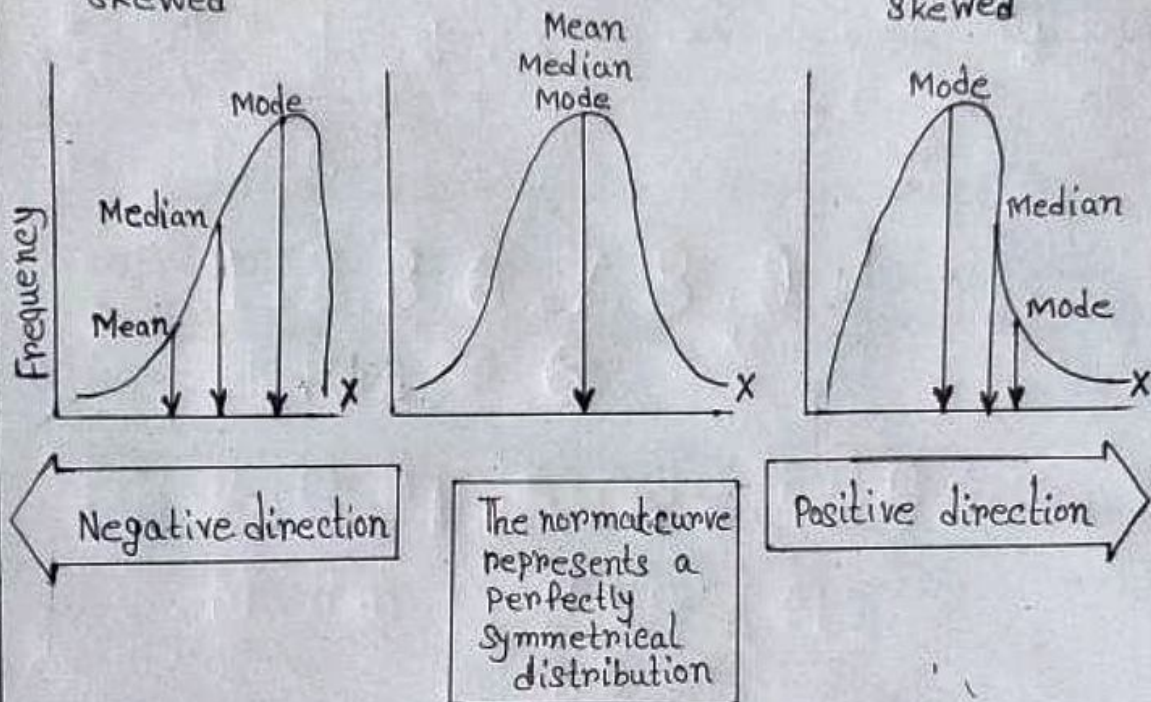 Skewed
Skewed
Mean
Median
Mode
Mode
Median
Mean
Frequency
X
X
Mode
Median
Mode
X
Negative direction
The normal curve
represents a
perfectly
symmetrical
distribution
Positive direction